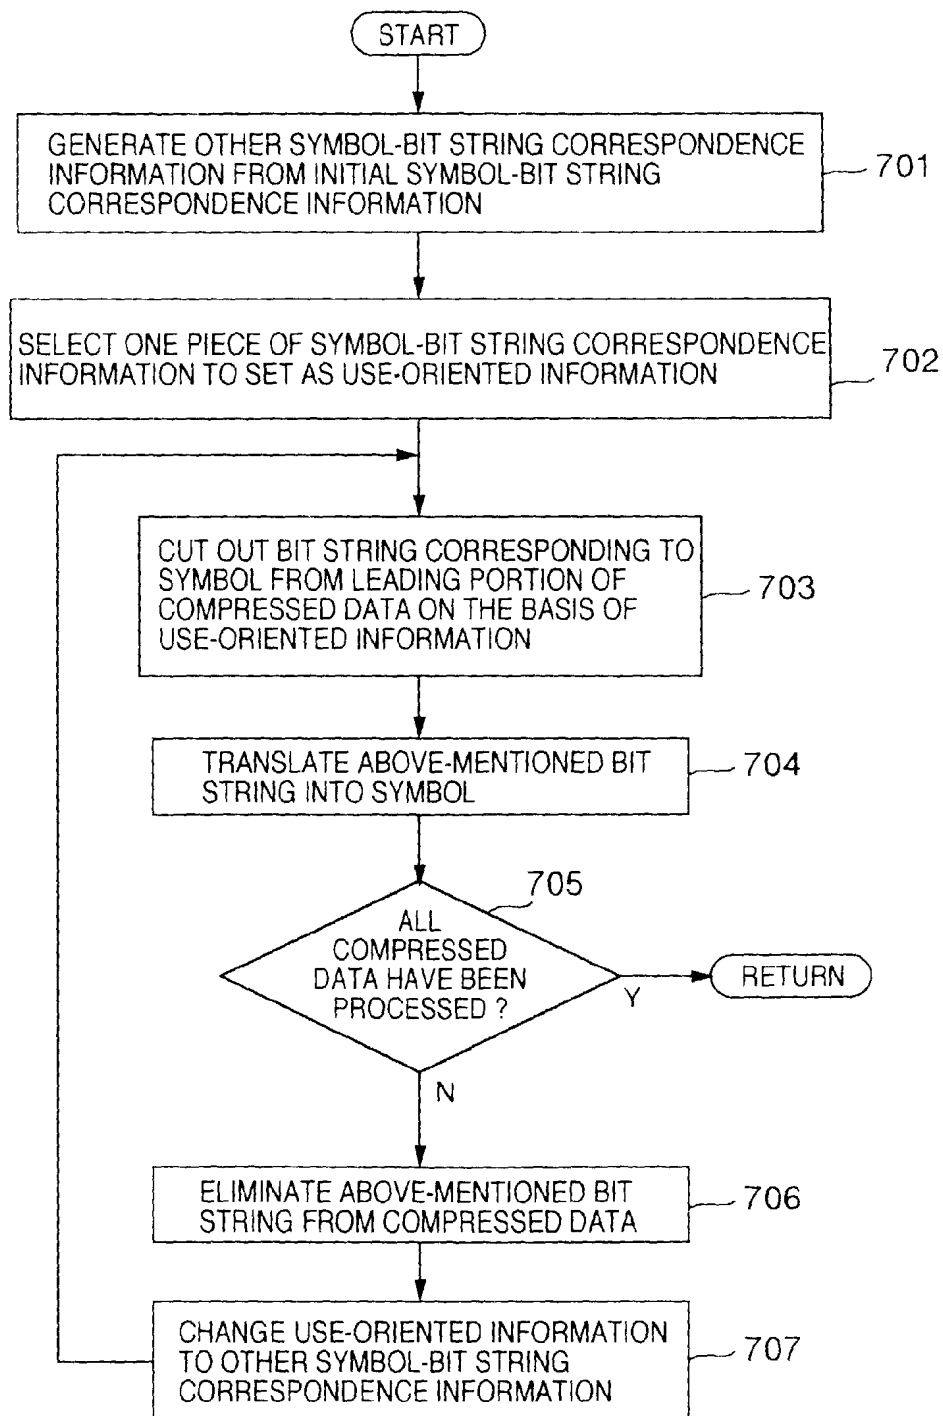 START
GENERATE OTHER SYMBOL-BIT STRING CORRESPONDENCE
INFORMATION FROM INITIAL SYMBOL-BIT STRING
CORRESPONDENCE INFORMATION
701
SELECT ONE PIECE OF SYMBOL-BIT STRING CORRESPONDENCE
INFORMATION TO SET AS USE-ORIENTED INFORMATION
702
CUT OUT BIT STRING CORRESPONDING TO
SYMBOL FROM LEADING PORTION OF
COMPRESSED DATA ON THE BASIS OF
USE-ORIENTED INFORMATION
703
TRANSLATE ABOVE-MENTIONED BIT
STRING INTO SYMBOL
704
705
ALL
COMPRESSED
DATA HAVE BEEN
PROCESSED ?
Y
RETURN
N
ELIMINATE ABOVE-MENTIONED BIT
STRING FROM COMPRESSED DATA
706
CHANGE USE-ORIENTED INFORMATION
TO OTHER SYMBOL-BIT STRING
CORRESPONDENCE INFORMATION
707